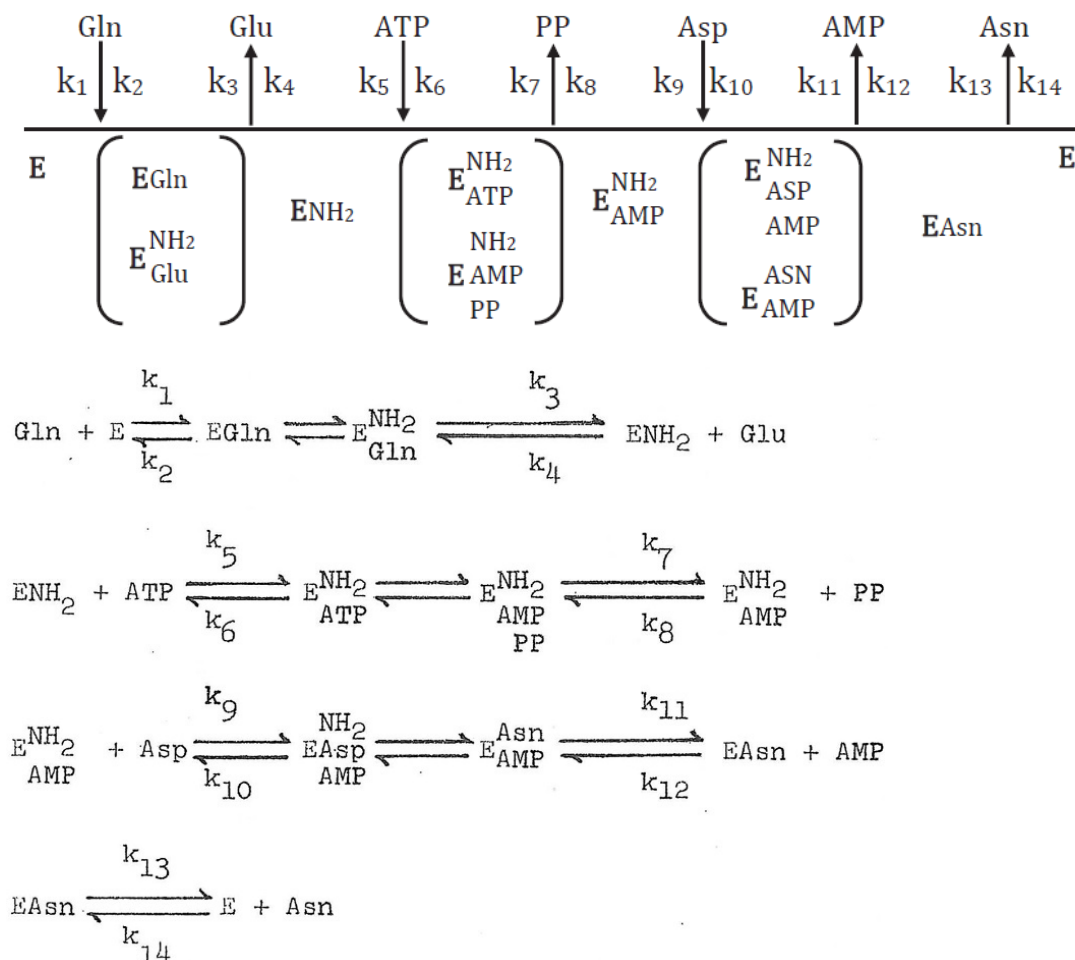 Gln Glu ATP PP Asp AMP Asn
k1 k2 k3 k4 k5 k6 k7 k8 k9 k10 k11 k12 k13 k14
E E
NH2 NH2
EGln E ATP E NH2 E ASP
AMP AMP
ENH2 EAsn
NH2 NH2 ASN
E Glu E AMP E AMP
PP
k1 k3
Gln + E ⇌ EGln ⇌ E NH2 Gln ⇌ ENH2 + Glu
k2 k4
k5 k7
ENH2 + ATP ⇌ E NH2 ATP ⇌ E NH2 AMP PP ⇌ E NH2 AMP + PP
k6 k8
k9 k11
E NH2 AMP + Asp ⇌ NH2 EAsp AMP ⇌ E Asn AMP ⇌ EAsn + AMP
k10 k12
k13
EAsn ⇌ E + Asn
k14